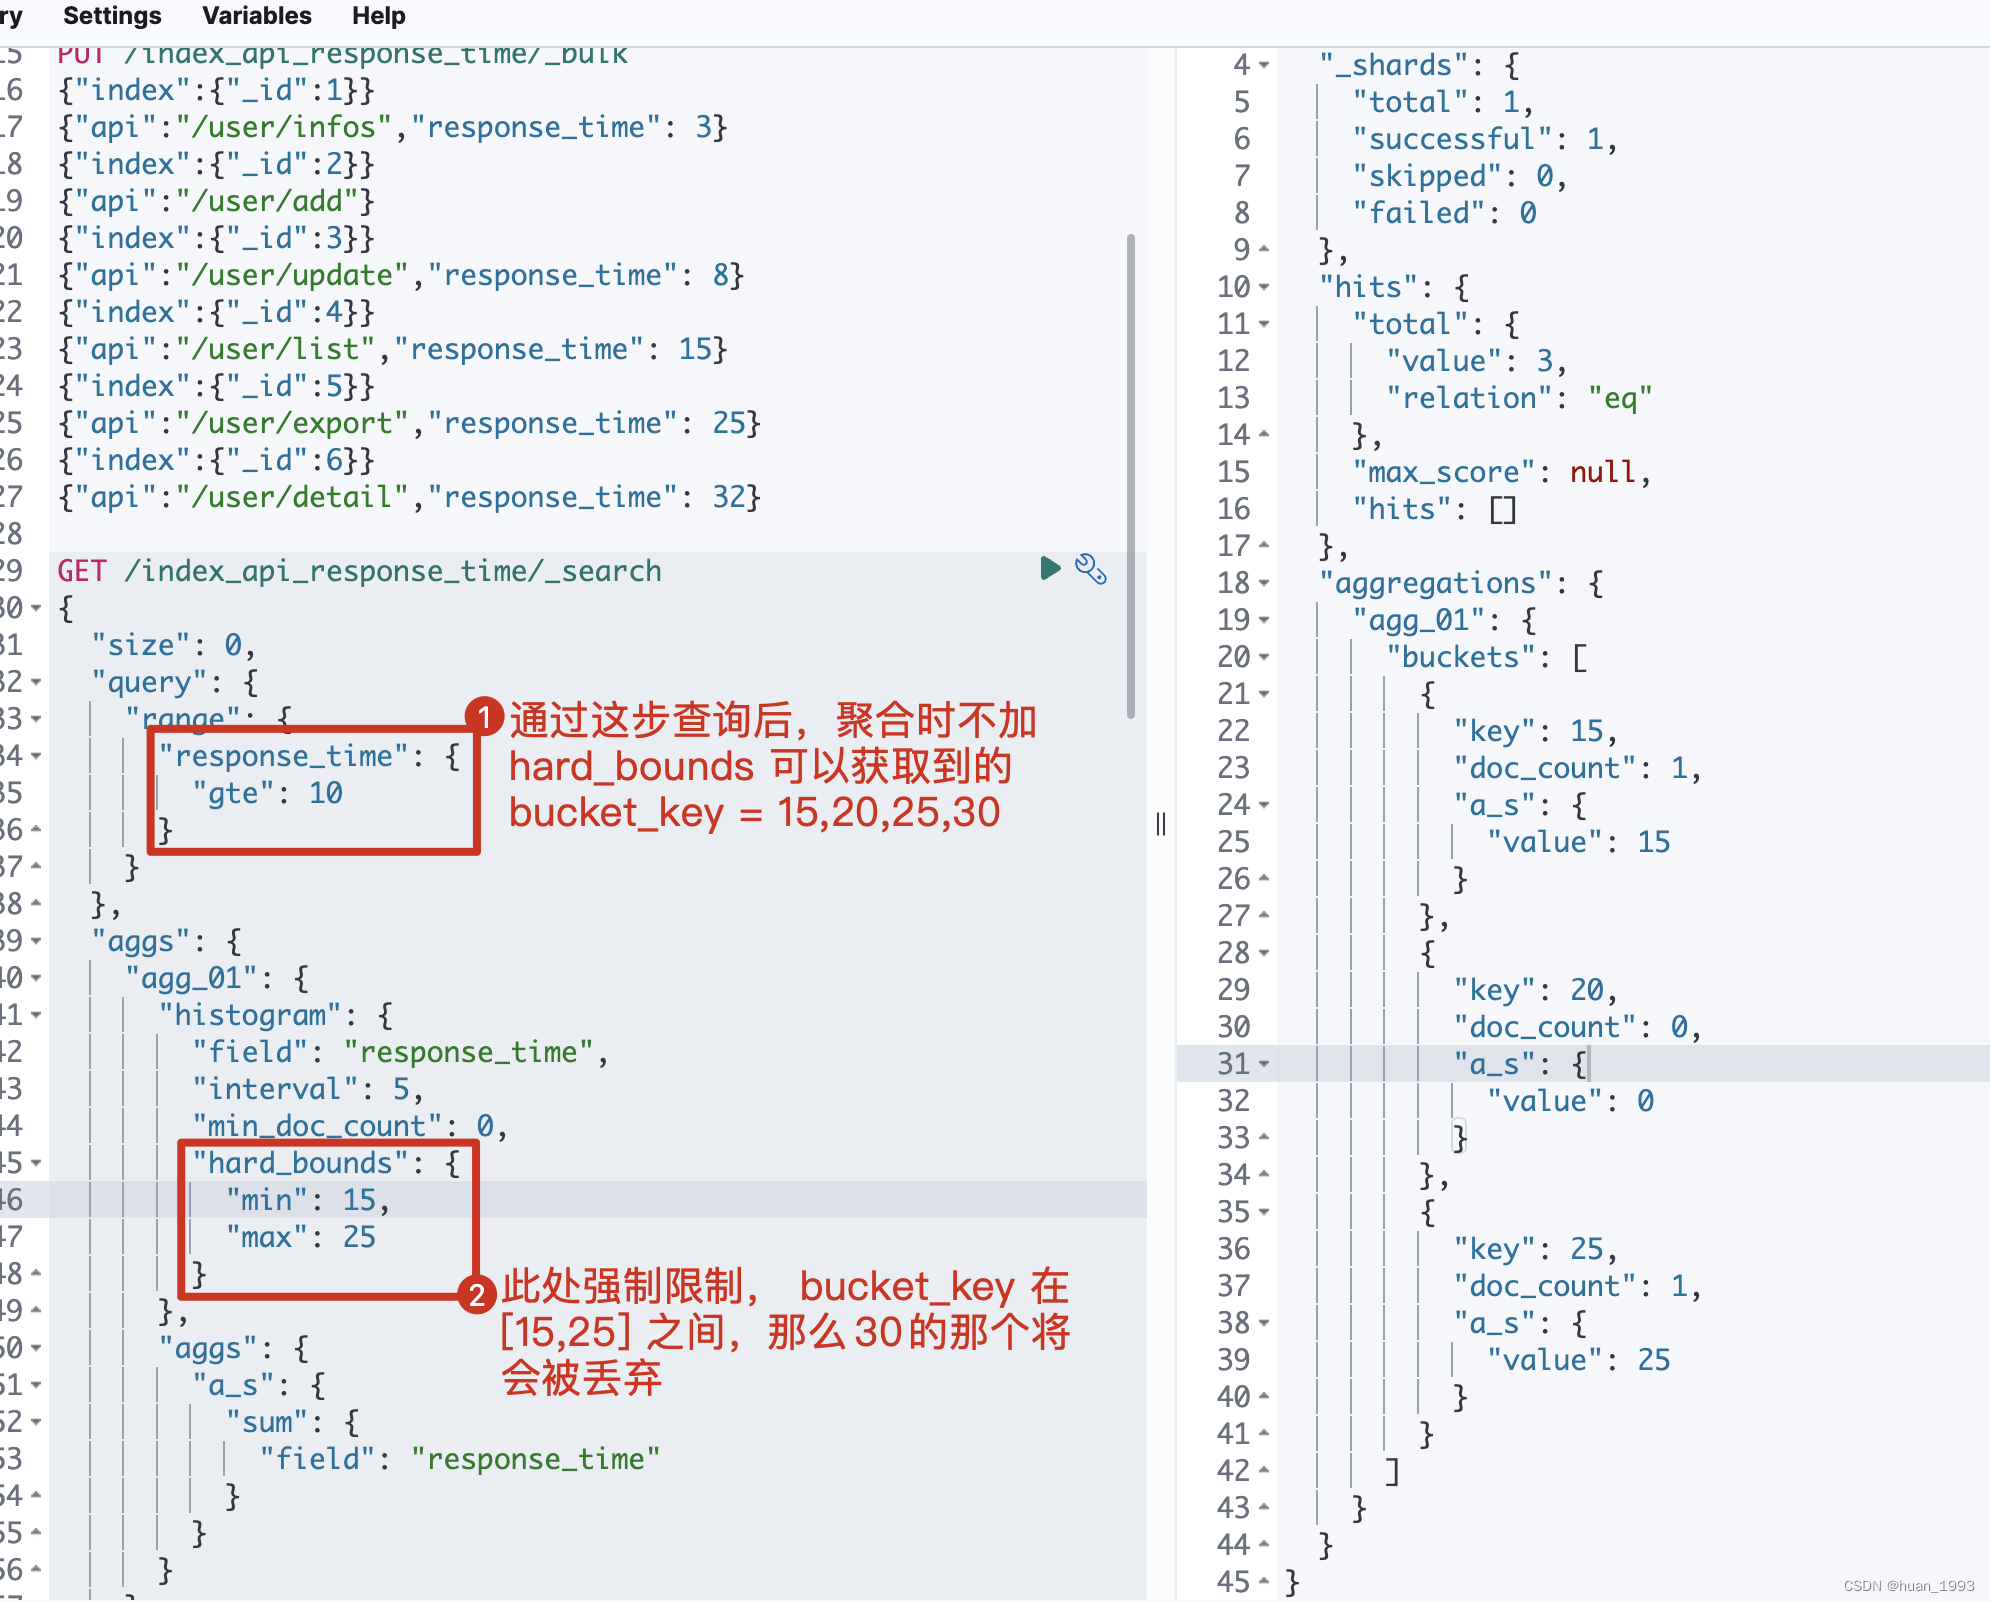 ry Settings Variables Help
15 PUT /index_api_response_time/_bulk
16 {"index":{"_id":1}}
17 {"api":"/user/infos","response_time": 3}
18 {"index":{"_id":2}}
19 {"api":"/user/add"}
20 {"index":{"_id":3}}
21 {"api":"/user/update","response_time": 8}
22 {"index":{"_id":4}}
23 {"api":"/user/list","response_time": 15}
24 {"index":{"_id":5}}
25 {"api":"/user/export","response_time": 25}
26 {"index":{"_id":6}}
27 {"api":"/user/detail","response_time": 32}
28
29 GET /index_api_response_time/_search
30 {
31 "size": 0,
32 "query": {
33 "range": {
34 "response_time": {
35 "gte": 10
36 }
37 }
38 },
39 "aggs": {
40 "agg_01": {
41 "histogram": {
42 "field": "response_time",
43 "interval": 5,
44 "min_doc_count": 0,
45 "hard_bounds": {
46 "min": 15,
47 "max": 25
48 }
49 },
50 "aggs": {
51 "a_s": {
52 "sum": {
53 "field": "response_time"
54 }
55 }
56 }
57 }
1 通过这步查询后，聚合时不加
hard_bounds 可以获取到的
bucket_key = 15,20,25,30
2 此处强制限制， bucket_key 在
[15,25] 之间，那么30的那个将
会被丢弃
4 "_shards": {
5 "total": 1,
6 "successful": 1,
7 "skipped": 0,
8 "failed": 0
9 },
10 "hits": {
11 "total": {
12 "value": 3,
13 "relation": "eq"
14 },
15 "max_score": null,
16 "hits": []
17 },
18 "aggregations": {
19 "agg_01": {
20 "buckets": [
21 {
22 "key": 15,
23 "doc_count": 1,
24 "a_s": {
25 "value": 15
26 }
27 },
28 {
29 "key": 20,
30 "doc_count": 0,
31 "a_s": {
32 "value": 0
33 }
34 },
35 {
36 "key": 25,
37 "doc_count": 1,
38 "a_s": {
39 "value": 25
40 }
41 }
42 ]
43 }
44 }
45 }
CSDN @huan_1993